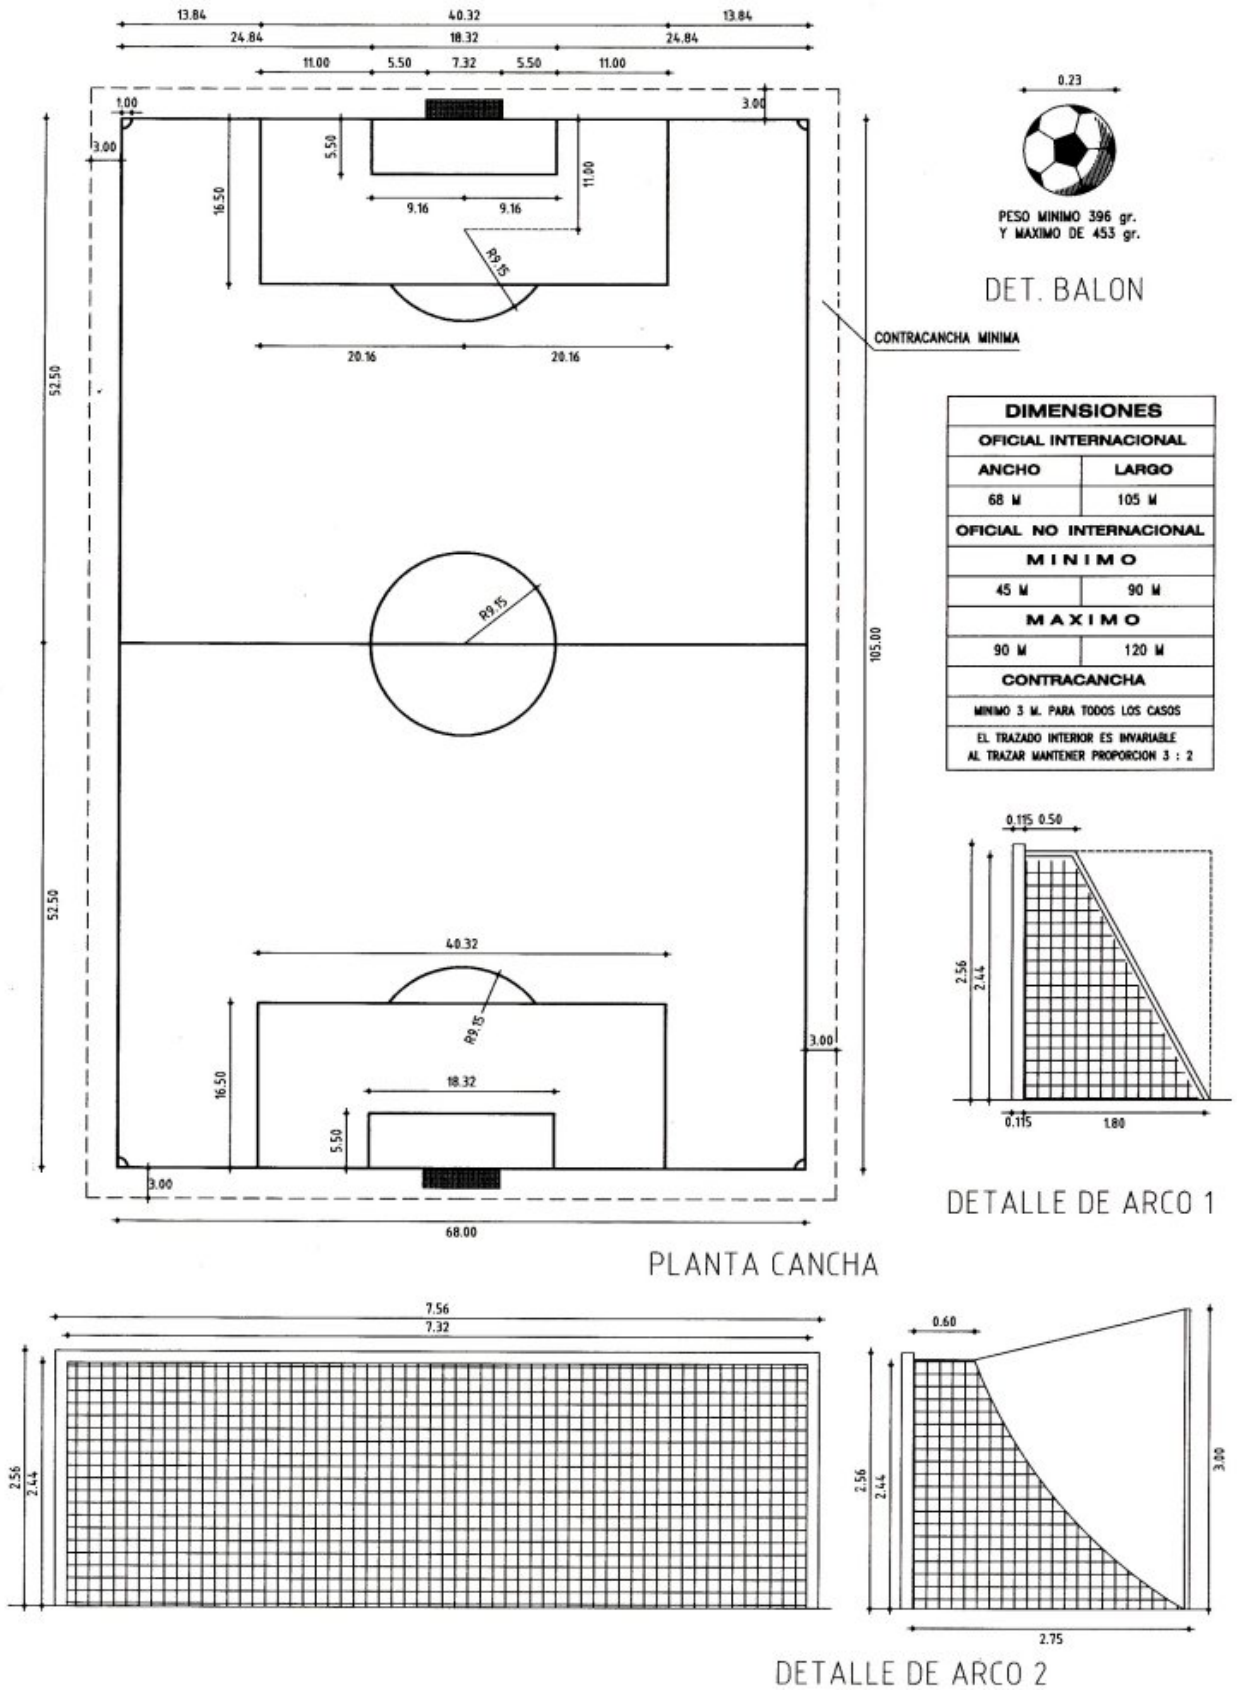 13.84 40.32 13.84
24.84 18.32 24.84
11.00 5.50 7.32 5.50 11.00
1.00
3.00
3.00
5.50
11.00
16.50
9.16 9.16
R9.15
20.16 20.16
52.50
R9.15
105.00
52.50
40.32
R9.15
3.00
16.50
18.32
5.50
3.00
68.00
PLANTA CANCHA
0.23
PESO MINIMO 396 gr.
Y MAXIMO DE 453 gr.
DET. BALON
CONTRACANCHA MINIMA
DIMENSIONES
OFICIAL INTERNACIONAL
ANCHO LARGO
68 M 105 M
OFICIAL NO INTERNACIONAL
MINIMO
45 M 90 M
MAXIMO
90 M 120 M
CONTRACANCHA
MINIMO 3 M. PARA TODOS LOS CASOS
EL TRAZADO INTERIOR ES INVARIABLE
AL TRAZAR MANTENER PROPORCION 3 : 2
0.115 0.50
2.56
2.44
0.115 1.80
DETALLE DE ARCO 1
7.56
7.32
2.56
2.44
0.60
2.56
2.44
3.00
2.75
DETALLE DE ARCO 2